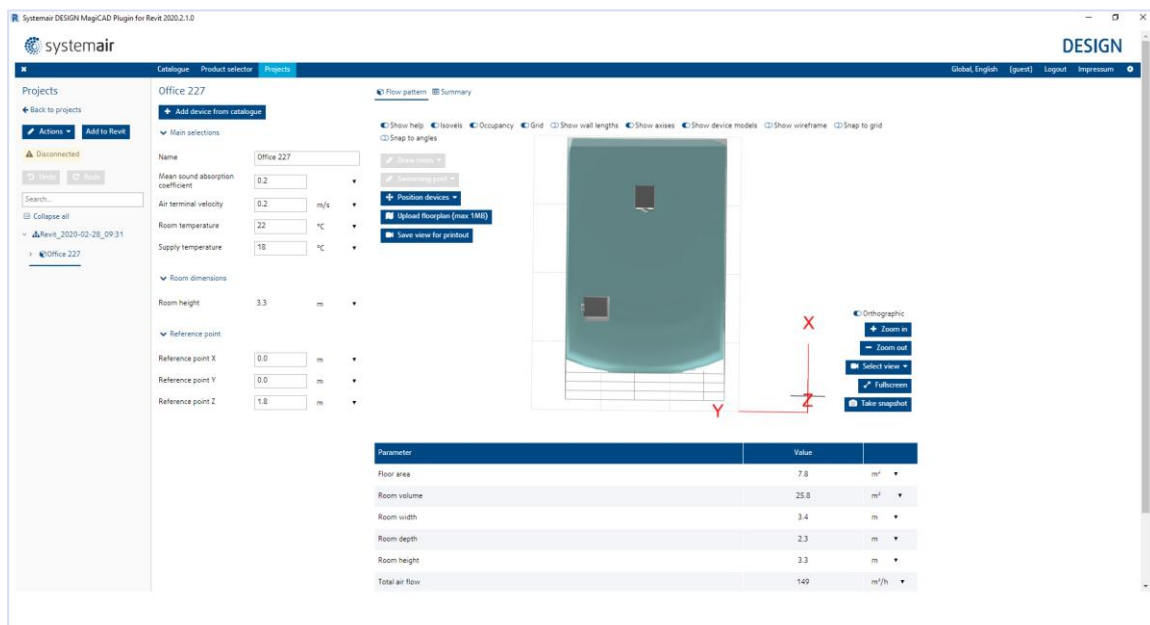 Systemair DESIGN MagiCAD Plugin for Revit 2020.2.1.0
systemair
DESIGN
Catalogue Product selector Projects
Global, English (guest) Logout Impressum
Projects
Back to projects
Actions Add to Revit
Disconnected
Undo Redo
Search...
Collapse all
Revit_2020-02-28_09:31
Office 227
Office 227
Add device from catalogue
Main selections
Name Office 227
Mean sound absorption
coefficient 0.2
Air terminal velocity 0.2 m/s
Room temperature 22 °C
Supply temperature 18 °C
Room dimensions
Room height 3.3 m
Reference point
Reference point X 0.0 m
Reference point Y 0.0 m
Reference point Z 1.8 m
Flow pattern Summary
Show help Isovels Occupancy Grid Show wall lengths Show axises Show device models Show wireframe Snap to grid
Snap to angles
Draw room
Swimming pool
Position devices
Upload floorplan (max 1MB)
Save view for printout
X
Y
Z
Orthographic
Zoom in
Zoom out
Select view
Fullscreen
Take snapshot
Parameter Value
Floor area 7.8 m²
Room volume 25.8 m³
Room width 3.4 m
Room depth 2.3 m
Room height 3.3 m
Total air flow 149 m³/h